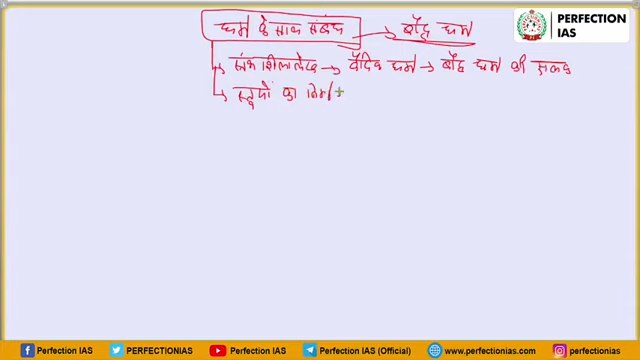 धर्म के साथ संबंध → बौद्ध धर्म
→ → वैदिक धर्म → बौद्ध धर्म की झलक
→ स्तूपों का निर्मा
PERFECTION
IAS
Perfection IAS PERFECTIONIAS Perfection IAS Perfection IAS (Official) @perfectionias www.perfectionias.com